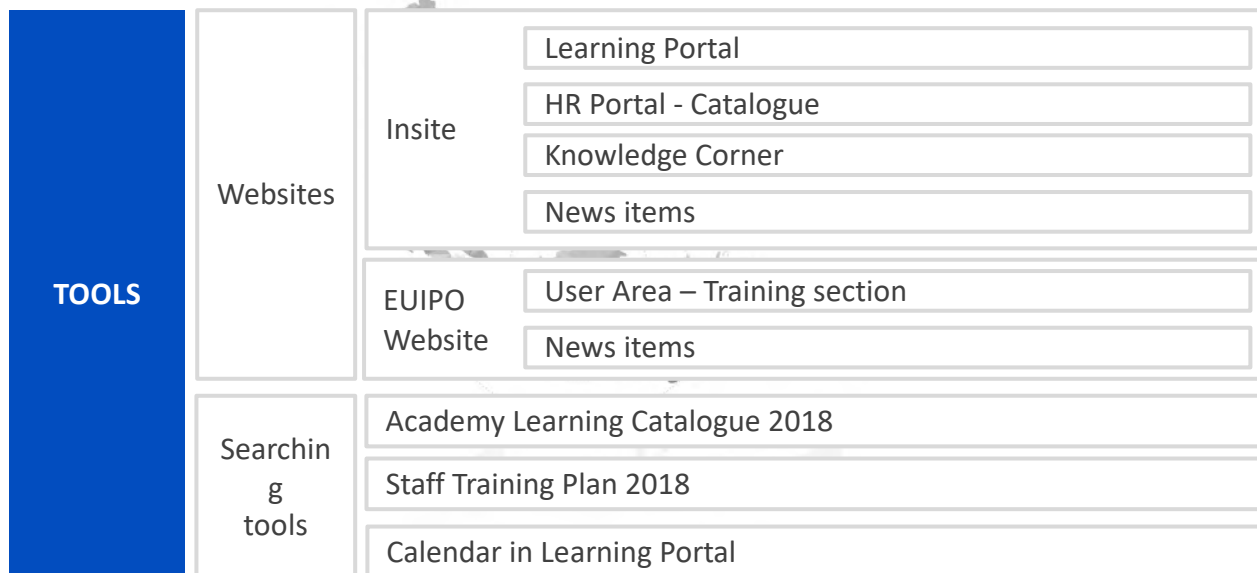 TOOLS
Websites
Insite
Learning Portal
HR Portal - Catalogue
Knowledge Corner
News items
EUIPO
Website
User Area – Training section
News items
Searchin
g
tools
Academy Learning Catalogue 2018
Staff Training Plan 2018
Calendar in Learning Portal